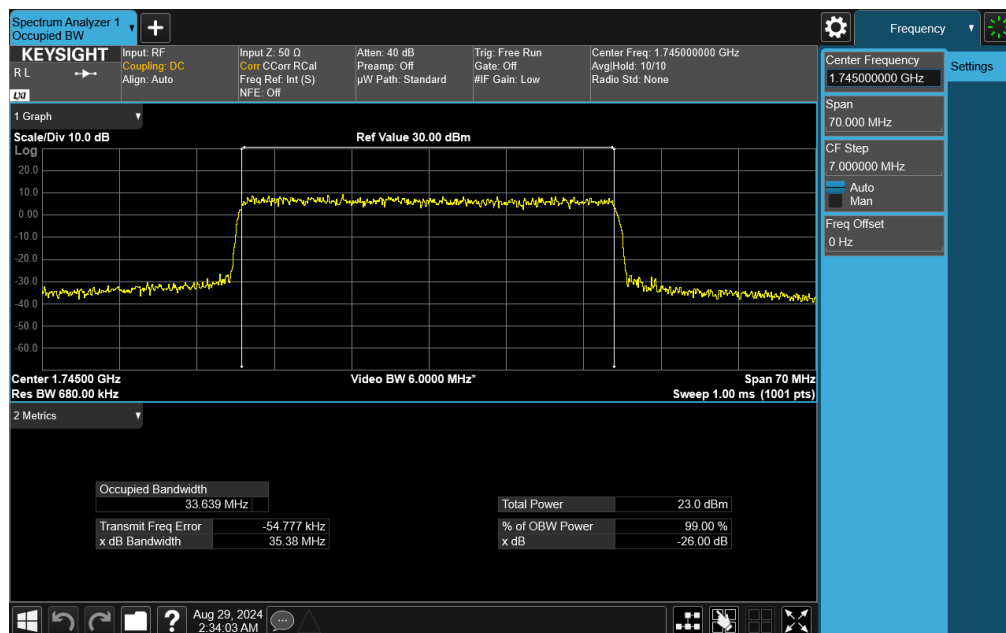 Spectrum Analyzer 1
Occupied BW
+
Frequency
KEYSIGHT
R L
LXI
Input: RF
Coupling: DC
Align: Auto
Input Z: 50 Ω
Corr CCorr RCal
Freq Ref: Int (S)
NFE: Off
Atten: 40 dB
Preamp: Off
µW Path: Standard
Trig: Free Run
Gate: Off
#IF Gain: Low
Center Freq: 1.745000000 GHz
Avg|Hold: 10/10
Radio Std: None
Center Frequency
1.745000000 GHz
Settings
Span
70.000 MHz
CF Step
7.000000 MHz
Auto
Man
Freq Offset
0 Hz
1 Graph
Scale/Div 10.0 dB
Ref Value 30.00 dBm
Log
20.0
10.0
0.00
-10.0
-20.0
-30.0
-40.0
-50.0
-60.0
Center 1.74500 GHz
Video BW 6.0000 MHz*
Span 70 MHz
Res BW 680.00 kHz
Sweep 1.00 ms (1001 pts)
2 Metrics
Occupied Bandwidth
33.639 MHz
Total Power 23.0 dBm
Transmit Freq Error -54.777 kHz
% of OBW Power 99.00 %
x dB Bandwidth 35.38 MHz
x dB -26.00 dB
?
Aug 29, 2024
2:34:03 AM